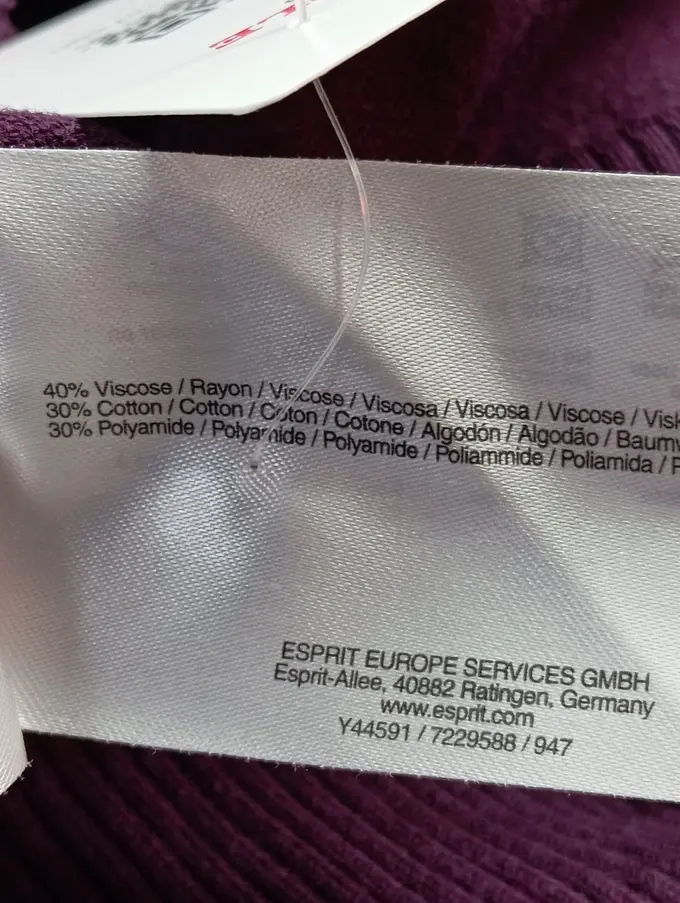 40% Viscose / Rayon / Viscose / Viscosa / Viscosa / Viscose /
30% Cotton / Cotton / Coton / Cotone / Algodón / Algodão /
30% Polyamide / Polyamide / Polyamide / Poliammide / Poliamida /
ESPRIT EUROPE SERVICES GMBH
Esprit-Allee, 40882 Ratingen, Germany
www.esprit.com
Y44591 / 7229588 / 947